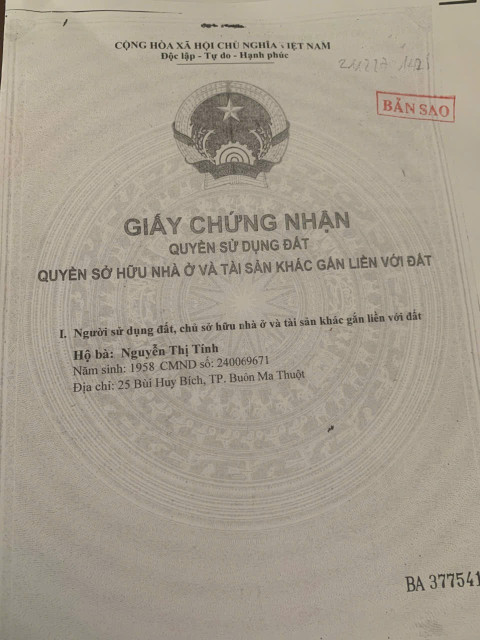 CỘNG HÒA XÃ HỘI CHỦ NGHĨA VIỆT NAM
Độc lập - Tự do - Hạnh phúc
BẢN SAO
GIẤY CHỨNG NHẬN
QUYỀN SỬ DỤNG ĐẤT
QUYỀN SỞ HỮU NHÀ Ở VÀ TÀI SẢN KHÁC GẮN LIỀN VỚI ĐẤT
I. Người sử dụng đất, chủ sở hữu nhà ở và tài sản khác gắn liền với đất
Hộ bà: Nguyễn Thị Tính
Năm sinh: 1958 CMND số: 240069671
Địa chỉ: 25 Bùi Huy Bích, TP. Buôn Ma Thuột
BA 377541